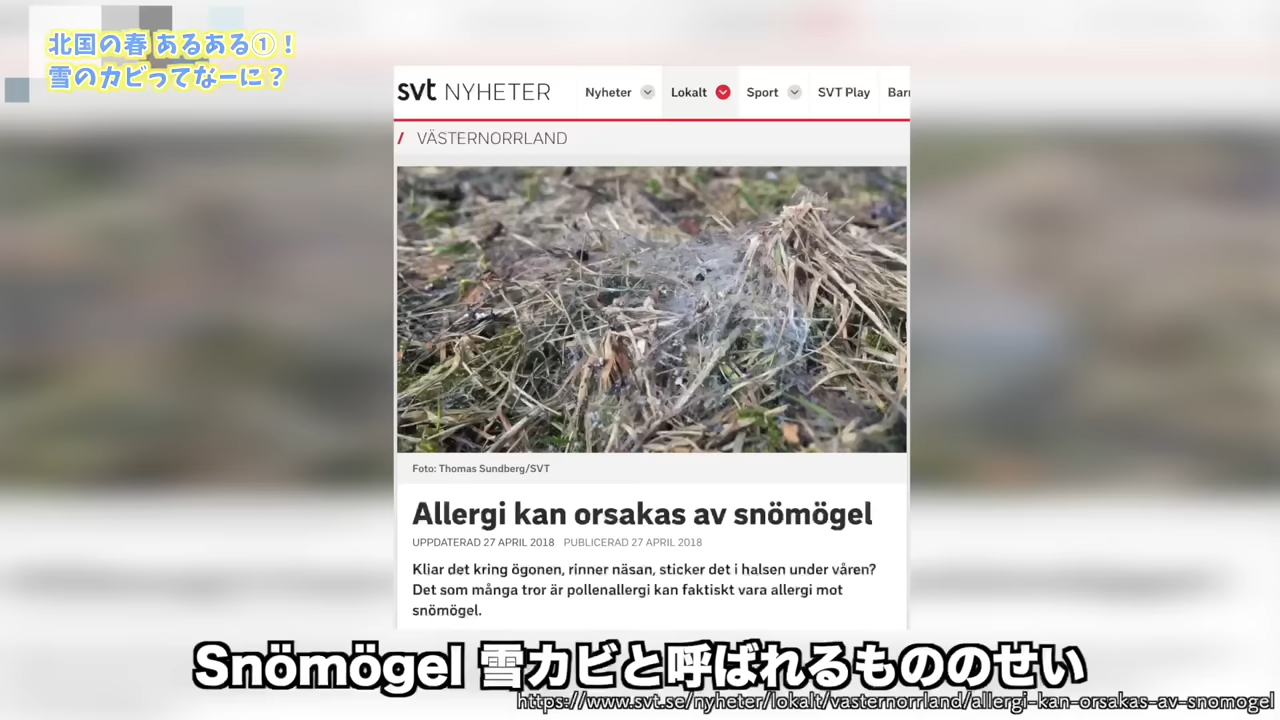 北国の春 あるある①！
雪のカビってなーに？
svt NYHETER
Nyheter
Lokalt
Sport
SVT Play
/ VÄSTERNORRLAND
Foto: Thomas Sundberg/SVT
Allergi kan orsakas av snömögel
UPPDATERAD 27 APRIL 2018 PUBLICERAD 27 APRIL 2018
Kliar det kring ögonen, rinner näsan, sticker det i halsen under våren?
Det som många tror är pollenallergi kan faktiskt vara allergi mot
snömögel.
Snömögel 雪カビと呼ばれるもののせい
https://www.svt.se/nyheter/lokalt/vasternorrland/allergi-kan-orsakas-av-snomogel